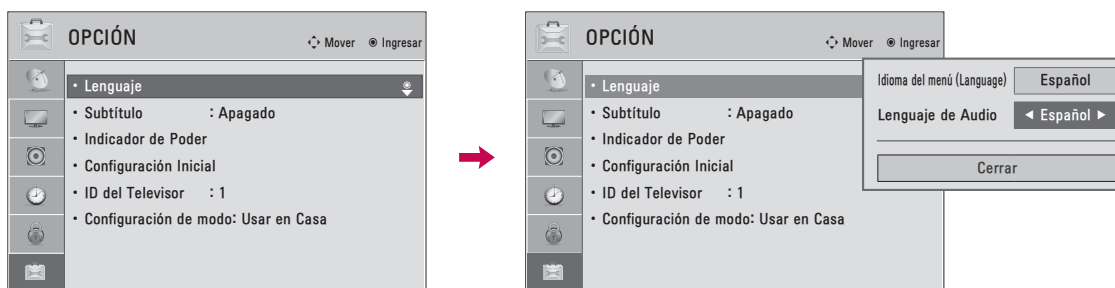 OPCIÓN
Mover Ingresar
• Lenguaje
• Subtítulo : Apagado
• Indicador de Poder
• Configuración Inicial
• ID del Televisor : 1
• Configuración de modo: Usar en Casa
OPCIÓN
Mover Ingresar
• Lenguaje
• Subtítulo : Apagado
• Indicador de Poder
• Configuración Inicial
• ID del Televisor : 1
• Configuración de modo: Usar en Casa
Idioma del menú (Language) Español
Lenguaje de Audio ◄ Español ►
Cerrar